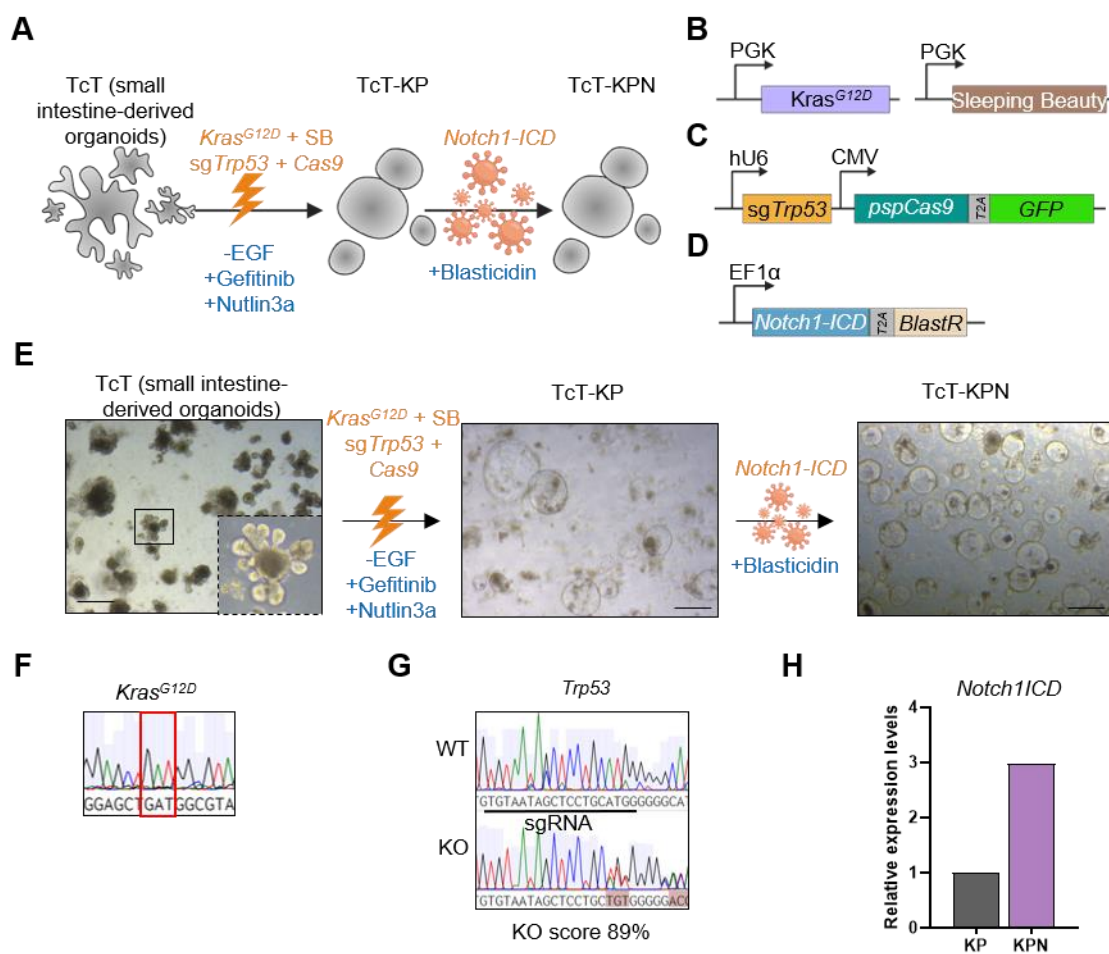 A
TcT (small
intestine-derived
organoids)
TcT-KP
TcT-KPN
KrasG12D + SB
sgTrp53 + Cas9
Notch1-ICD
-EGF
+Gefitinib
+Nutlin3a
+Blasticidin
B
PGK
KrasG12D
PGK
Sleeping Beauty
C
hU6
CMV
sgTrp53
pspCas9
T2A
GFP
D
EF1α
Notch1-ICD
T2A
BlastR
E
TcT (small intestine-
derived organoids)
KrasG12D + SB
sgTrp53 +
Cas9
-EGF
+Gefitinib
+Nutlin3a
TcT-KP
Notch1-ICD
+Blasticidin
TcT-KPN
F
KrasG12D
GGAGCTGATGGCGTA
G
Trp53
WT
TGTGTAATAGCTCCTGCATGGGGGGCAT
sgRNA
KO
TGTGTAATAGCTCCTGCTGTGGGGGACC
KO score 89%
H
Notch1ICD
Relative expression levels
4
3
2
1
0
KP
KPN